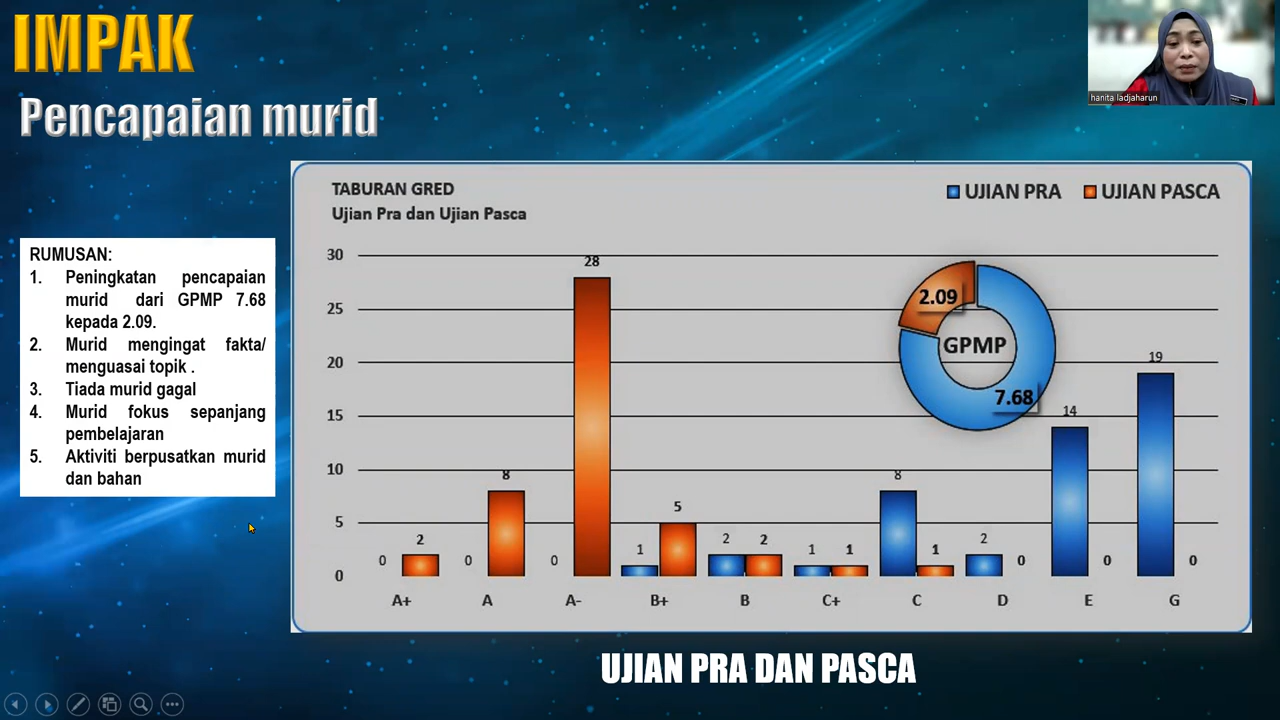 IMPAK
Pencapaian murid
hanita ladjaharun
RUMUSAN:
1. Peningkatan pencapaian
murid dari GPMP 7.68
kepada 2.09.
2. Murid mengingat fakta/
menguasai topik .
3. Tiada murid gagal
4. Murid fokus sepanjang
pembelajaran
5. Aktiviti berpusatkan murid
dan bahan
TABURAN GRED
Ujian Pra dan Ujian Pasca
UJIAN PRA UJIAN PASCA
30
25
20
15
10
5
0
2.09
GPMP
7.68
0 2 0 8 0 28 1 5 2 2 1 1 8 1 2 0 14 0 19 0
A+ A A- B+ B C+ C D E G
UJIAN PRA DAN PASCA